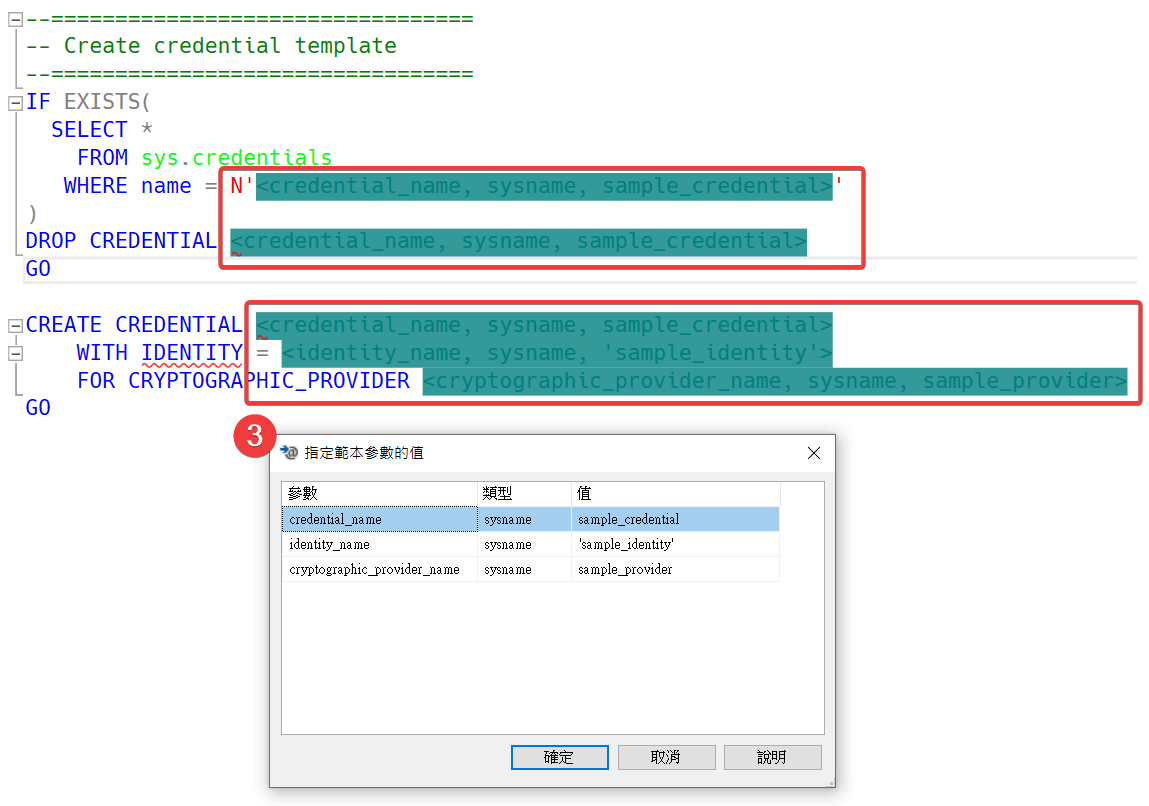 --=================================
-- Create credential template
--=================================
IF EXISTS(
SELECT *
FROM sys.credentials
WHERE name = N'<credential_name, sysname, sample_credential>'
)
DROP CREDENTIAL <credential_name, sysname, sample_credential>
GO
CREATE CREDENTIAL <credential_name, sysname, sample_credential>
WITH IDENTITY = <identity_name, sysname, 'sample_identity'>
FOR CRYPTOGRAPHIC_PROVIDER <cryptographic_provider_name, sysname, sample_provider>
GO
3
指定範本參數的值
參數 類型 值
credential_name sysname sample_credential
identity_name sysname 'sample_identity'
cryptographic_provider_name sysname sample_provider
確定 取消 說明